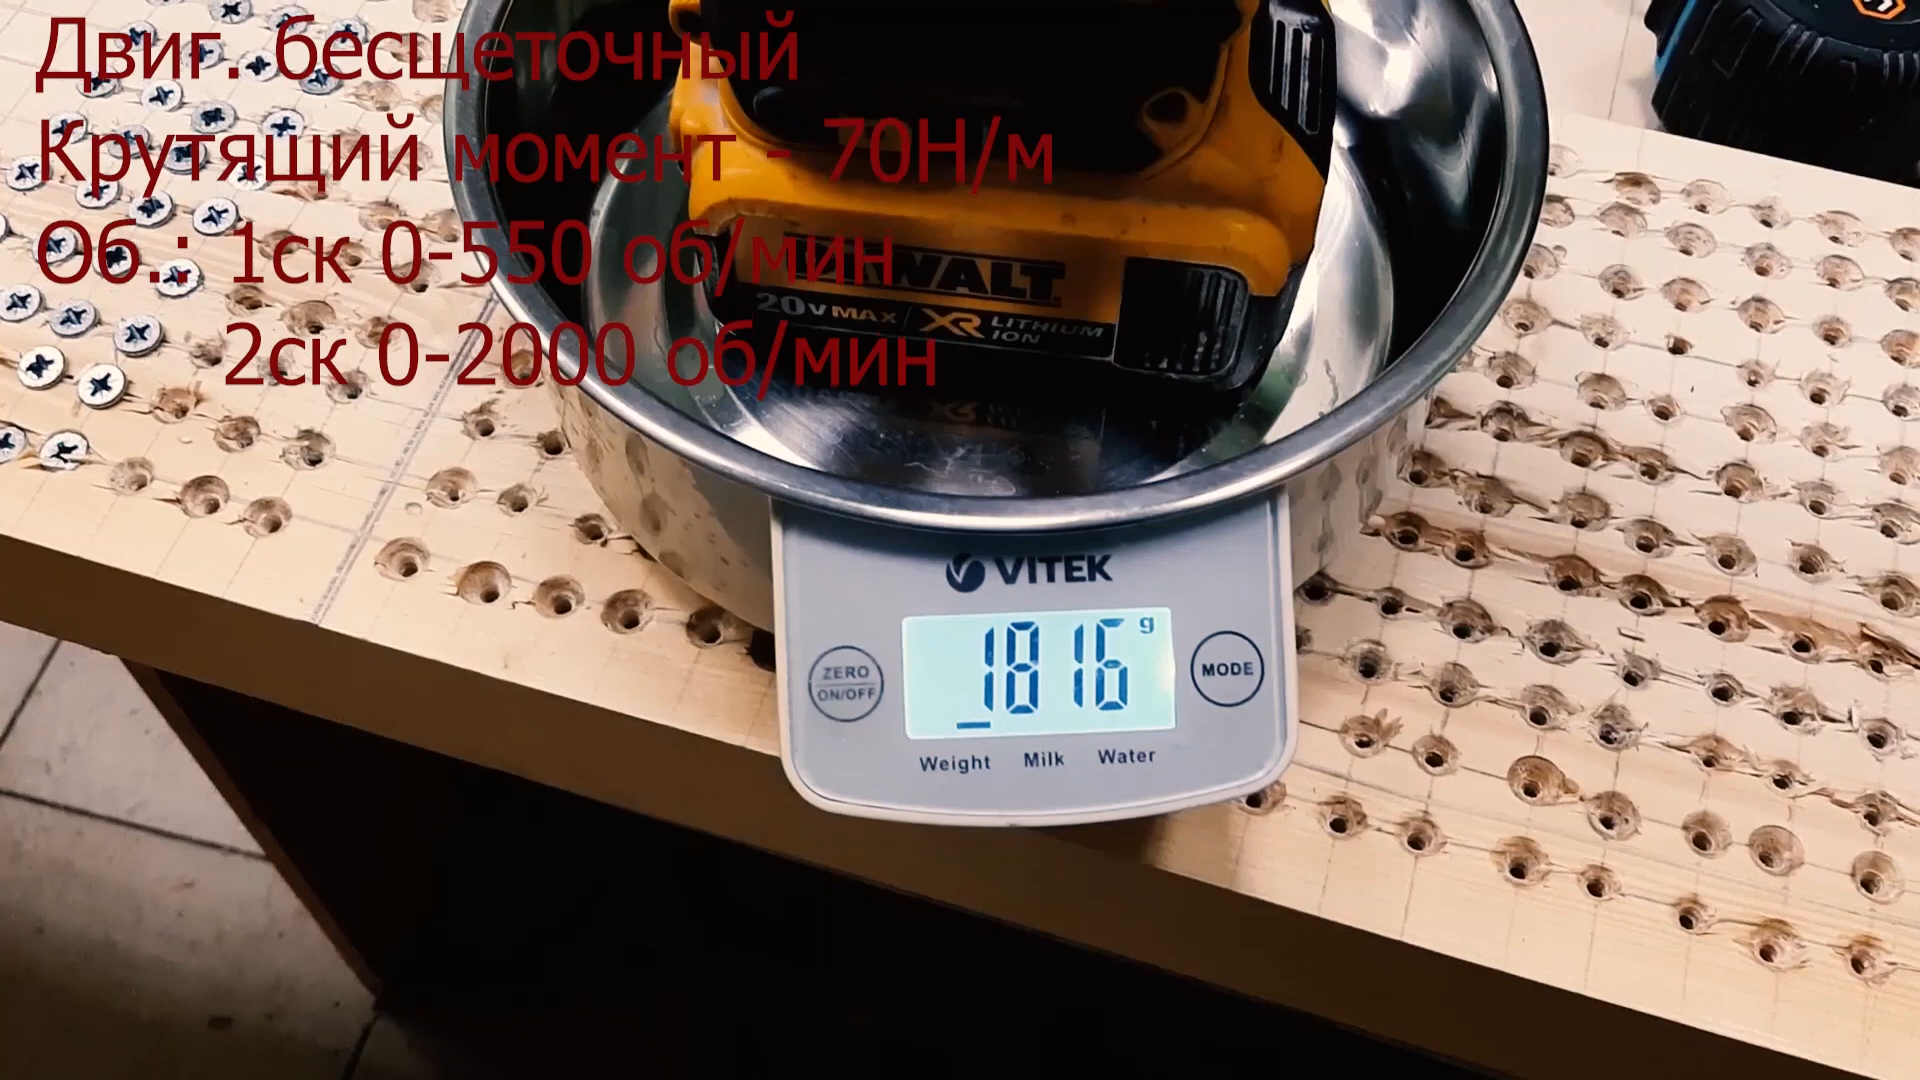 Двиг. бесщеточный
Крутящий момент - 70Н/м
Об.: 1ск 0-550 об/мин
2ск 0-2000 об/мин
20V MAX XR LITHIUM ION
VITEK
1816 g
ZERO
ON/OFF
MODE
Weight Milk Water